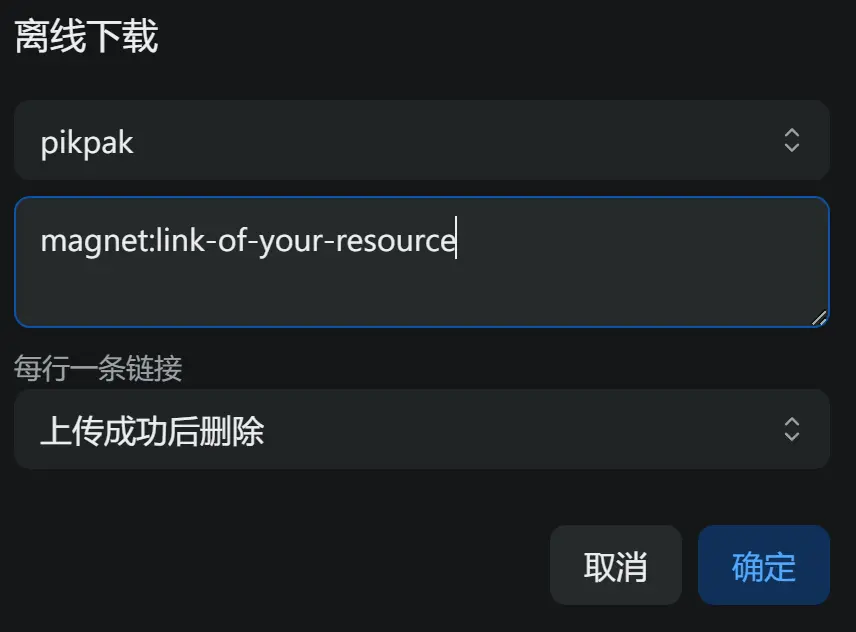 离线下载
pikpak
magnet:link-of-your-resource
每行一条链接
上传成功后删除
取消
确定